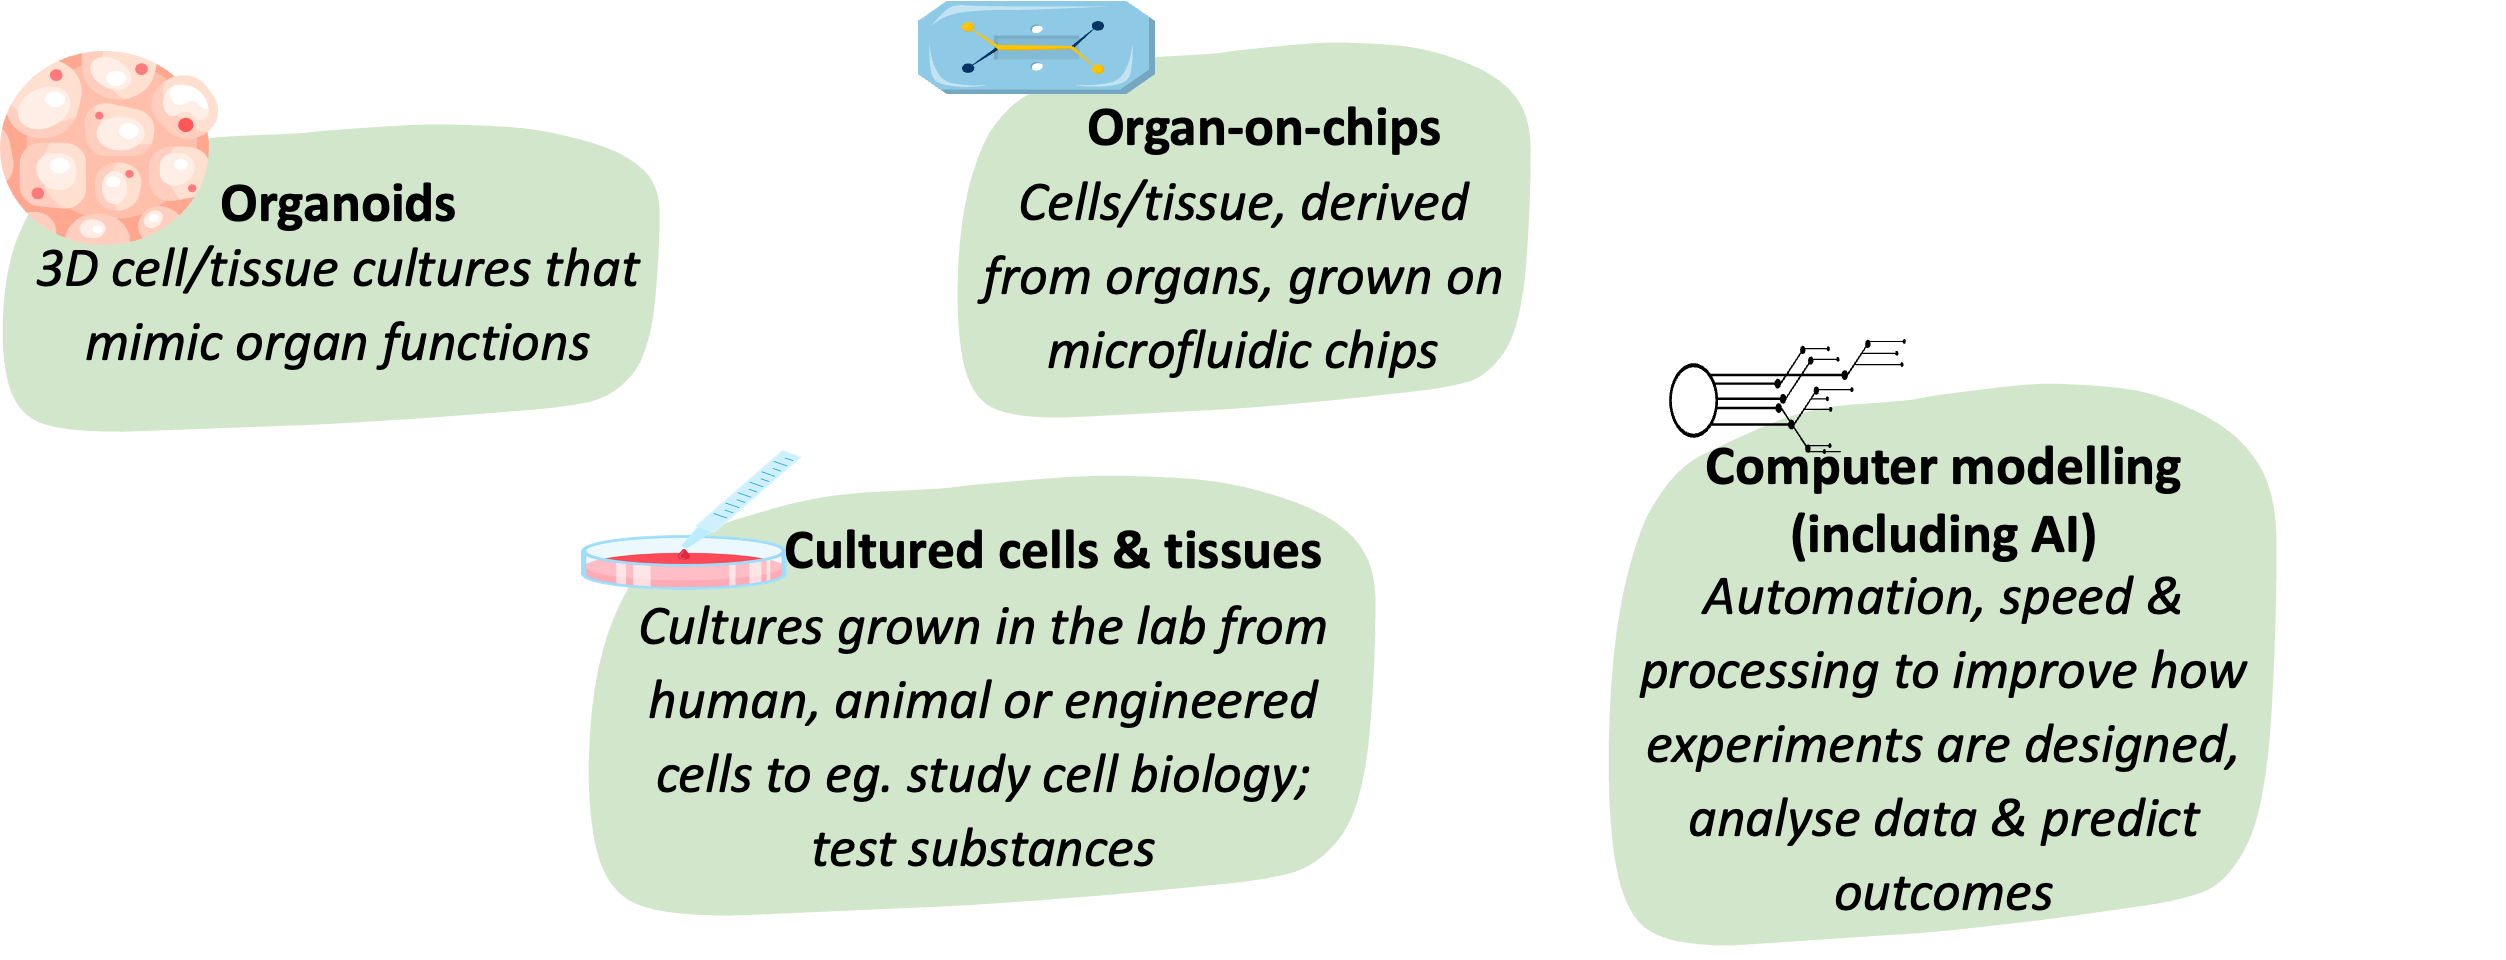 Organoids
3D cell/tissue cultures that
mimic organ functions
Organ-on-chips
Cells/tissue, derived
from organs, grown on
microfluidic chips
Cultured cells & tissues
Cultures grown in the lab from
human, animal or engineered
cells to eg. study cell biology;
test substances
Computer modelling
(including AI)
Automation, speed &
processing to improve how
experiments are designed,
analyse data & predict
outcomes